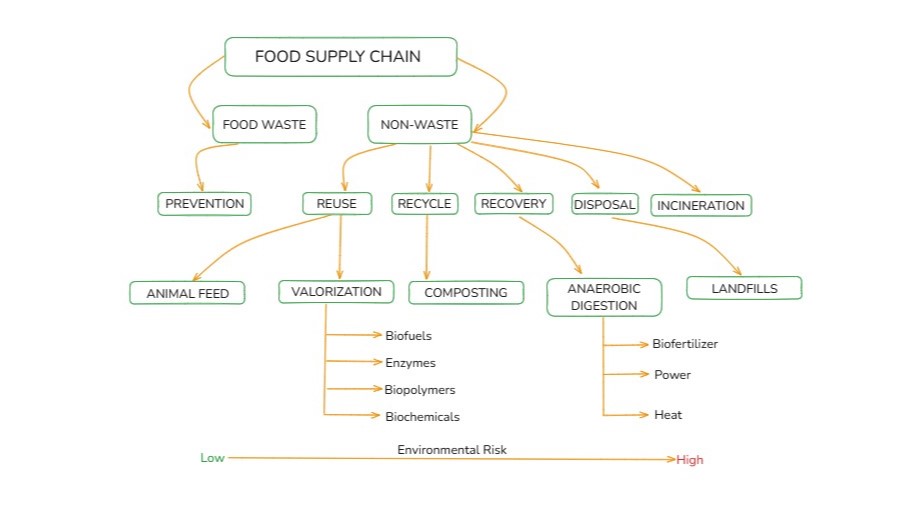 FOOD SUPPLY CHAIN
FOOD WASTE
NON-WASTE
PREVENTION
REUSE
RECYCLE
RECOVERY
DISPOSAL
INCINERATION
ANIMAL FEED
VALORIZATION
COMPOSTING
ANAEROBIC
DIGESTION
LANDFILLS
Biofuels
Enzymes
Biopolymers
Biochemicals
Biofertilizer
Power
Heat
Environmental Risk
Low
High